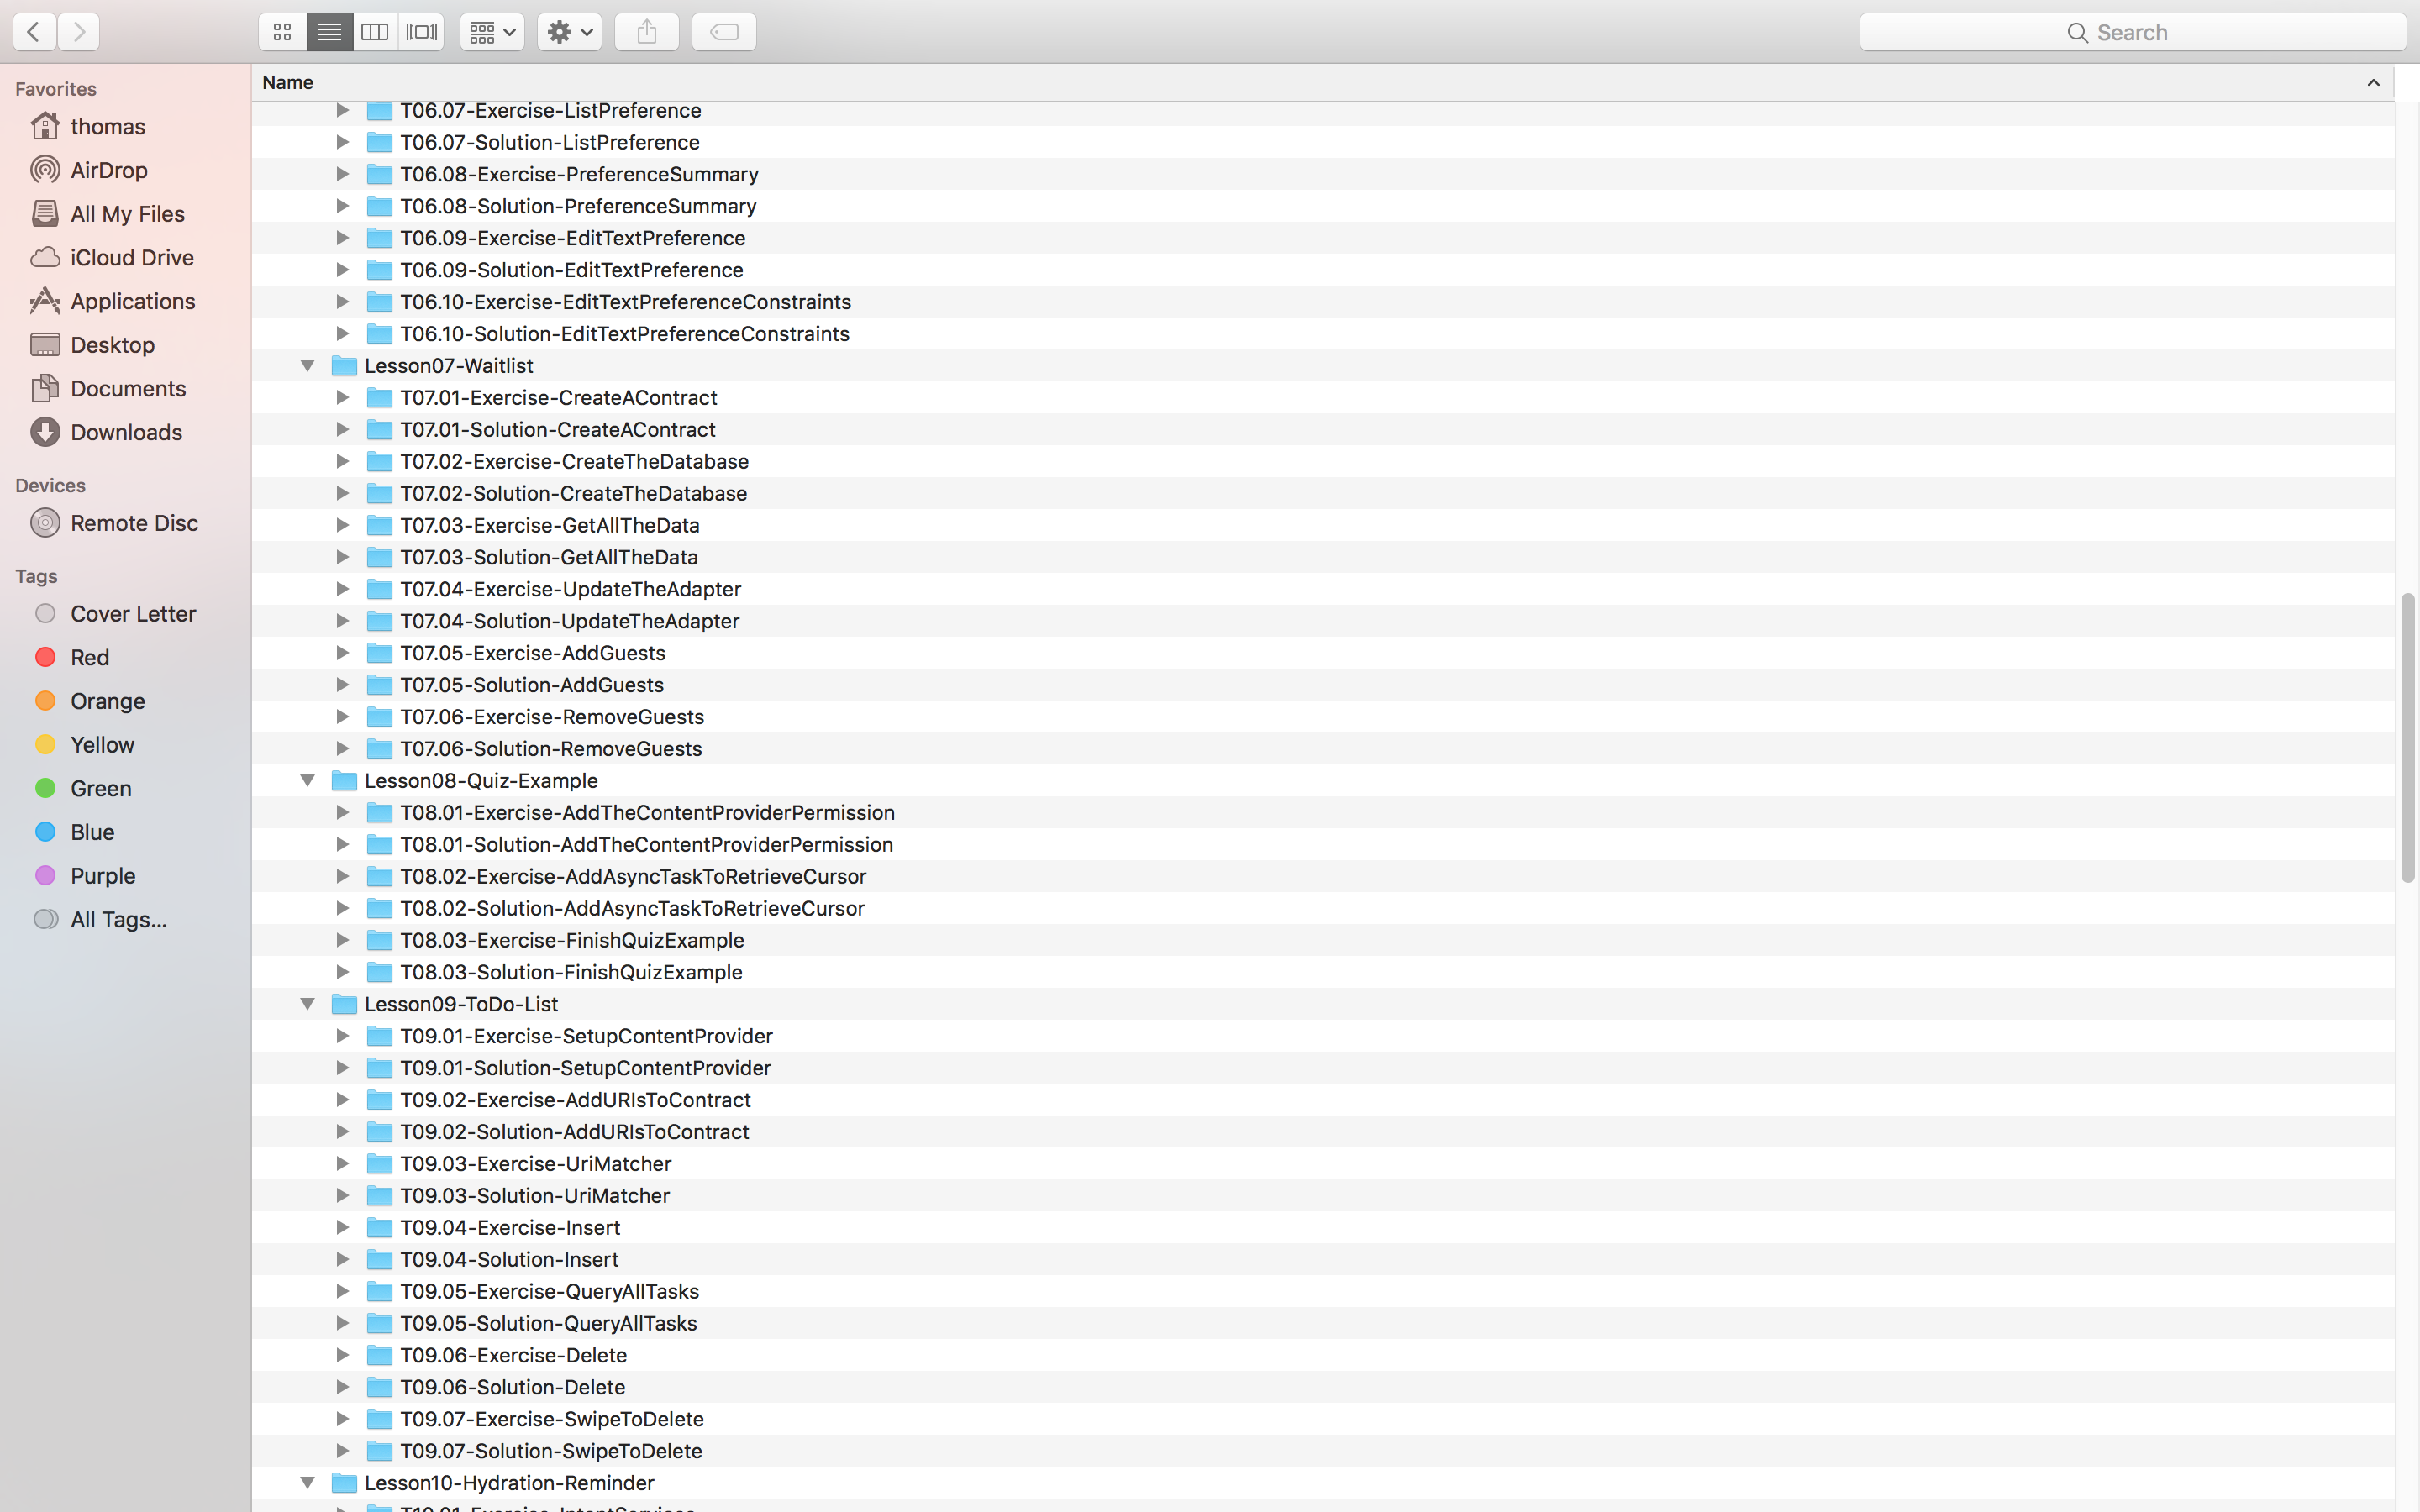 Search
Favorites
thomas
AirDrop
All My Files
iCloud Drive
Applications
Desktop
Documents
Downloads
Devices
Remote Disc
Tags
Cover Letter
Red
Orange
Yellow
Green
Blue
Purple
All Tags...
Name
T06.07-Exercise-ListPreference
T06.07-Solution-ListPreference
T06.08-Exercise-PreferenceSummary
T06.08-Solution-PreferenceSummary
T06.09-Exercise-EditTextPreference
T06.09-Solution-EditTextPreference
T06.10-Exercise-EditTextPreferenceConstraints
T06.10-Solution-EditTextPreferenceConstraints
Lesson07-Waitlist
T07.01-Exercise-CreateAContract
T07.01-Solution-CreateAContract
T07.02-Exercise-CreateTheDatabase
T07.02-Solution-CreateTheDatabase
T07.03-Exercise-GetAllTheData
T07.03-Solution-GetAllTheData
T07.04-Exercise-UpdateTheAdapter
T07.04-Solution-UpdateTheAdapter
T07.05-Exercise-AddGuests
T07.05-Solution-AddGuests
T07.06-Exercise-RemoveGuests
T07.06-Solution-RemoveGuests
Lesson08-Quiz-Example
T08.01-Exercise-AddTheContentProviderPermission
T08.01-Solution-AddTheContentProviderPermission
T08.02-Exercise-AddAsyncTaskToRetrieveCursor
T08.02-Solution-AddAsyncTaskToRetrieveCursor
T08.03-Exercise-FinishQuizExample
T08.03-Solution-FinishQuizExample
Lesson09-ToDo-List
T09.01-Exercise-SetupContentProvider
T09.01-Solution-SetupContentProvider
T09.02-Exercise-AddURIsToContract
T09.02-Solution-AddURIsToContract
T09.03-Exercise-UriMatcher
T09.03-Solution-UriMatcher
T09.04-Exercise-Insert
T09.04-Solution-Insert
T09.05-Exercise-QueryAllTasks
T09.05-Solution-QueryAllTasks
T09.06-Exercise-Delete
T09.06-Solution-Delete
T09.07-Exercise-SwipeToDelete
T09.07-Solution-SwipeToDelete
Lesson10-Hydration-Reminder